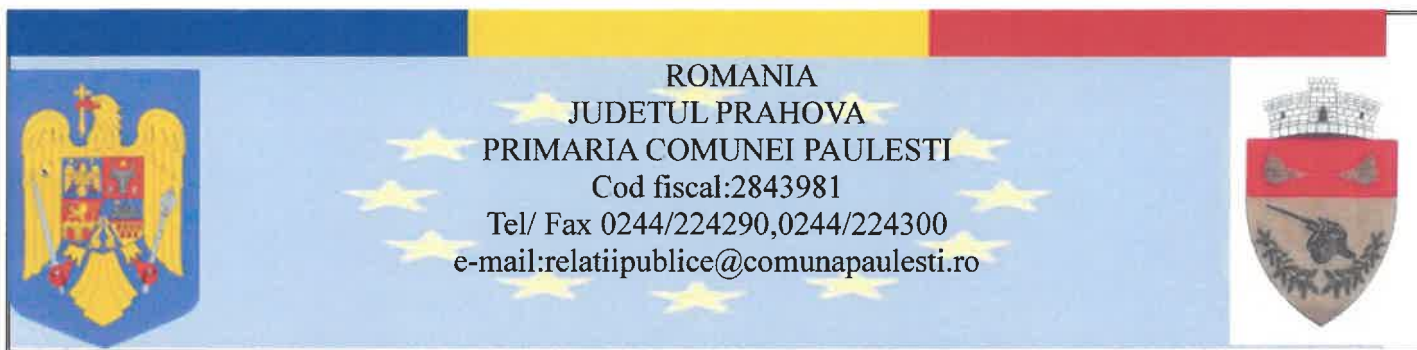 ROMANIA
JUDETUL PRAHOVA
PRIMARIA COMUNEI PAULESTI
Cod fiscal:2843981
Tel/ Fax 0244/224290,0244/224300
e-mail:relatiipublice@comunapaulesti.ro